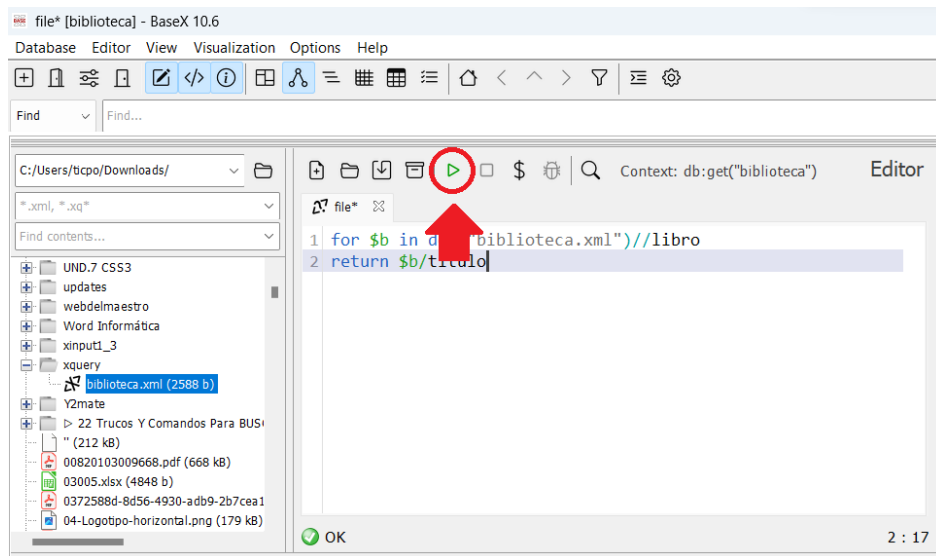 file* [biblioteca] - BaseX 10.6
Database Editor View Visualization Options Help
Find Find...
C:/Users/ticpo/Downloads/
Context: db:get("biblioteca")
Editor
*.xml, *.xq*
file*
Find contents...
1 for $b in d "biblioteca.xml")//libro
2 return $b/titulo
UND.7 CSS3
updates
webdelmaestro
Word Informática
xinput1_3
xquery
biblioteca.xml (2588 b)
Y2mate
▷ 22 Trucos Y Comandos Para BUS
" (212 kB)
00820103009668.pdf (668 kB)
03005.xlsx (4848 b)
0372588d-8d56-4930-adb9-2b7cea1
04-Logotipo-horizontal.png (179 kB)
OK
2 : 17